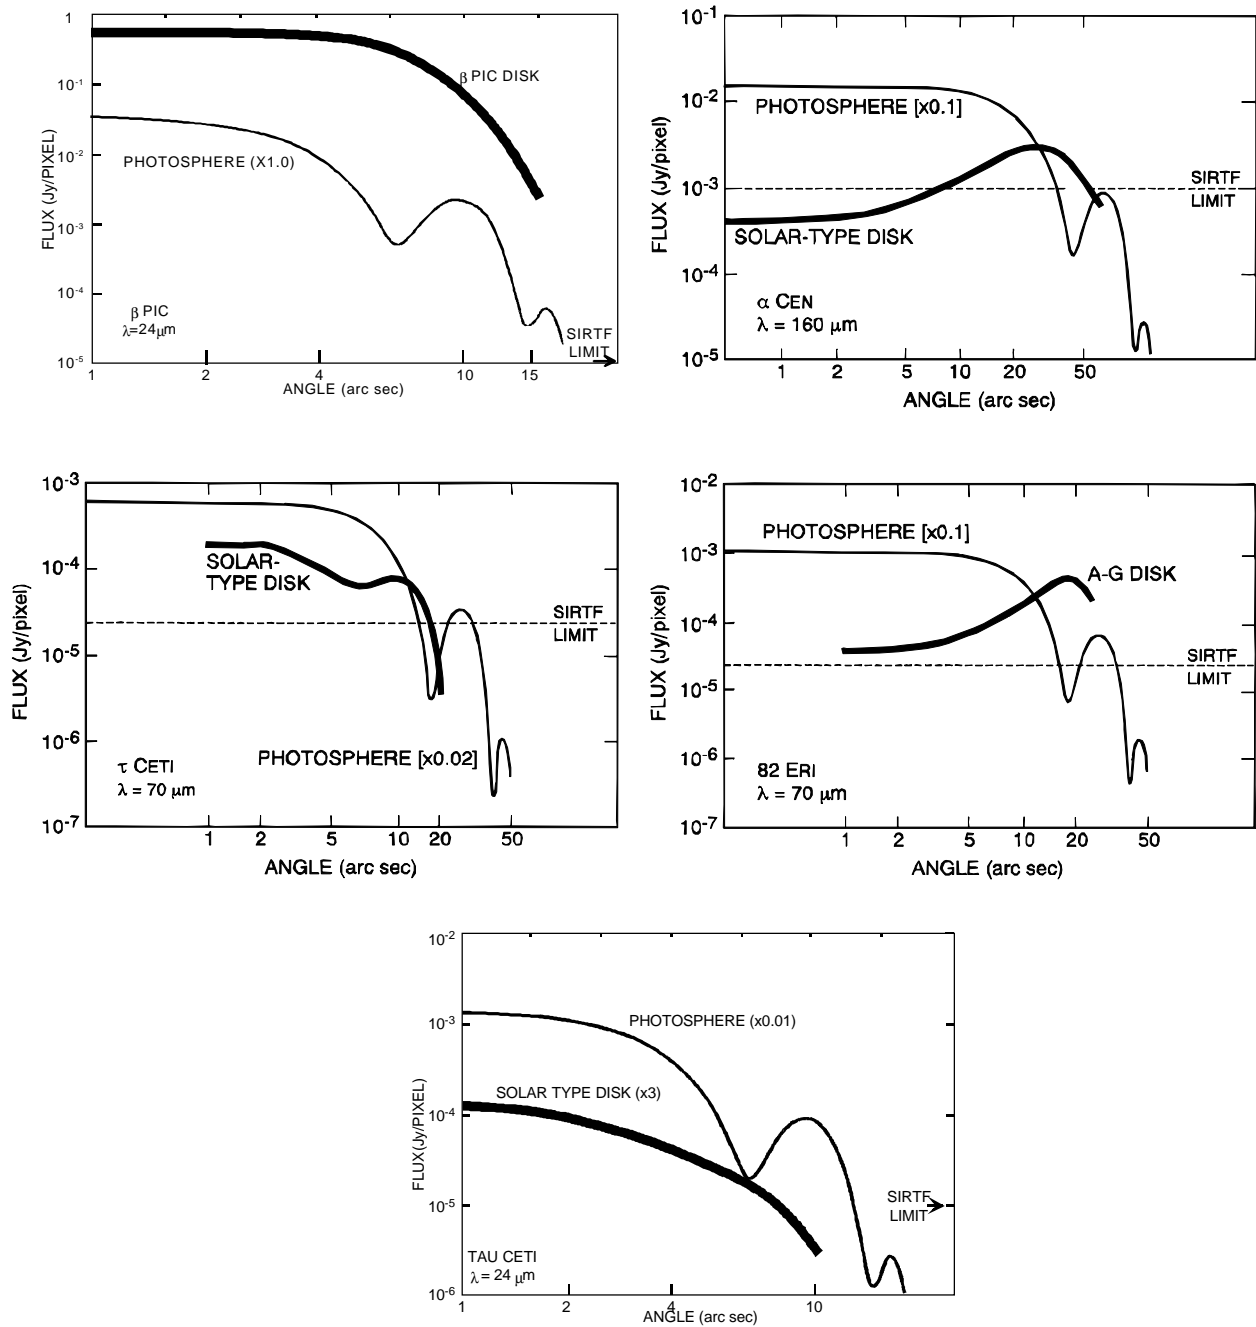 1
10-1
10-2
10-3
10-4
10-5
FLUX (Jy/PIXEL)
β PIC DISK
PHOTOSPHERE (X1.0)
β PIC
λ=24μm
SIRTF
LIMIT
1 2 4 10 15
ANGLE (arc sec)
10-1
10-2
10-3
10-4
10-5
FLUX (Jy/pixel)
PHOTOSPHERE [x0.1]
SIRTF
LIMIT
SOLAR-TYPE DISK
α CEN
λ = 160 μm
1 2 5 10 20 50
ANGLE (arc sec)
10-3
10-4
10-5
10-6
10-7
FLUX (Jy/pixel)
SOLAR-
TYPE DISK
SIRTF
LIMIT
PHOTOSPHERE [x0.02]
τ CETI
λ = 70 μm
1 2 5 10 20 50
ANGLE (arc sec)
10-2
10-3
10-4
10-5
10-6
10-7
FLUX (Jy/pixel)
PHOTOSPHERE [x0.1]
A-G DISK
SIRTF
LIMIT
82 ERI
λ = 70 μm
1 2 5 10 20 50
ANGLE (arc sec)
10-2
10-3
10-4
10-5
10-6
FLUX(Jy/PIXEL)
PHOTOSPHERE (x0.01)
SOLAR TYPE DISK (x3)
SIRTF
LIMIT
TAU CETI
λ = 24 μm
1 2 4 10
ANGLE (arc sec)